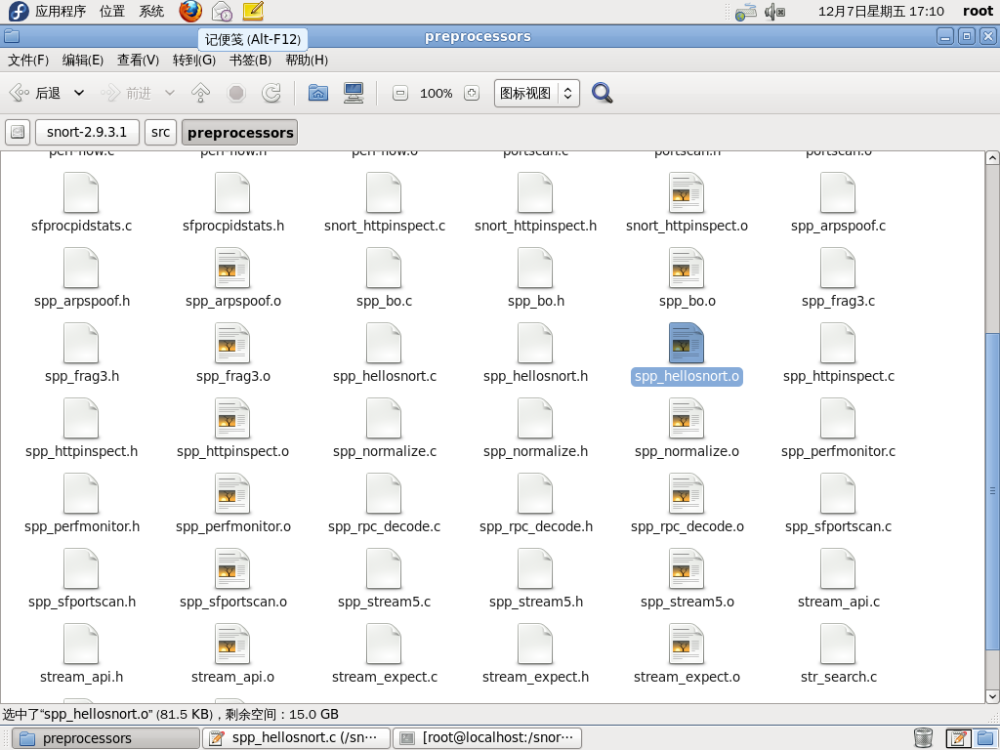 应用程序 位置 系统 12月7日星期五 17:10 root
记便笺 (Alt-F12)
preprocessors
文件(F) 编辑(E) 查看(V) 转到(G) 书签(B) 帮助(H)
后退 前进 100% 图标视图
snort-2.9.3.1 src preprocessors
perf-flow.c perf-flow.h perf-flow.o portscan.c portscan.h portscan.o
sfprocpidstats.c sfprocpidstats.h snort_httpinspect.c snort_httpinspect.h snort_httpinspect.o spp_arpspoof.c
spp_arpspoof.h spp_arpspoof.o spp_bo.c spp_bo.h spp_bo.o spp_frag3.c
spp_frag3.h spp_frag3.o spp_hellosnort.c spp_hellosnort.h spp_hellosnort.o spp_httpinspect.c
spp_httpinspect.h spp_httpinspect.o spp_normalize.c spp_normalize.h spp_normalize.o spp_perfmonitor.c
spp_perfmonitor.h spp_perfmonitor.o spp_rpc_decode.c spp_rpc_decode.h spp_rpc_decode.o spp_sfportscan.c
spp_sfportscan.h spp_sfportscan.o spp_stream5.c spp_stream5.h spp_stream5.o stream_api.c
stream_api.h stream_api.o stream_expect.c stream_expect.h stream_expect.o str_search.c
选中了“spp_hellosnort.o” (81.5 KB)，剩余空间：15.0 GB
preprocessors spp_hellosnort.c (/sn··· [root@localhost:/snor···